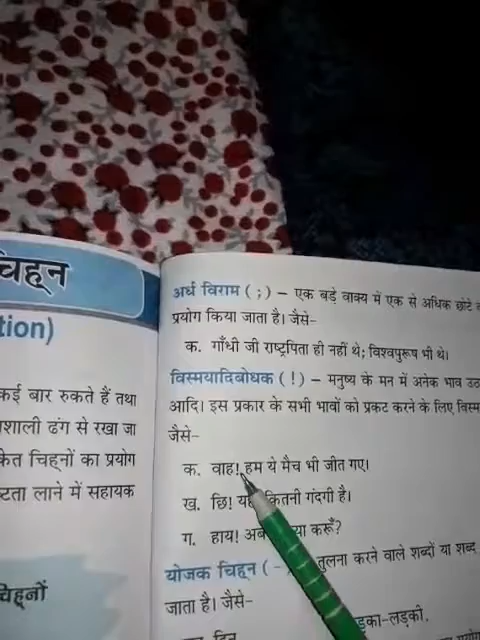 चिह्न
tion)
कई बार रुकते हैं तथा
शाली ढंग से रखा जा
केत चिह्नों का प्रयोग
ष्टता लाने में सहायक
चिह्नों
अर्ध विराम ( ; ) – एक बड़े वाक्य में एक से अधिक छोटे
प्रयोग किया जाता है। जैसे–
क. गाँधी जी राष्ट्रपिता ही नहीं थे; विश्वपुरूष भी थे।
विस्मयादिबोधक ( ! ) – मनुष्य के मन में अनेक भाव उठ
आदि। इस प्रकार के सभी भावों को प्रकट करने के लिए विस्म
जैसे–
क. वाह! हम ये मैच भी जीत गए।
ख. छि! कितनी गंदगी है।
ग. हाय! अब करूँ?
योजक चिह्न ( – तुलना करने वाले शब्दों या शब्द
जाता है। जैसे–
ड़का-लड़की.